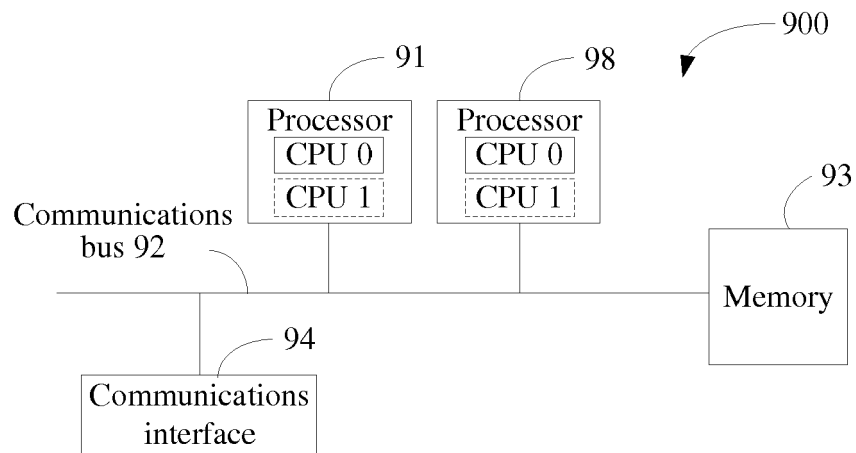 900
91
98
Processor
CPU 0
CPU 1
Processor
CPU 0
CPU 1
93
Communications
bus 92
Memory
94
Communications
interface